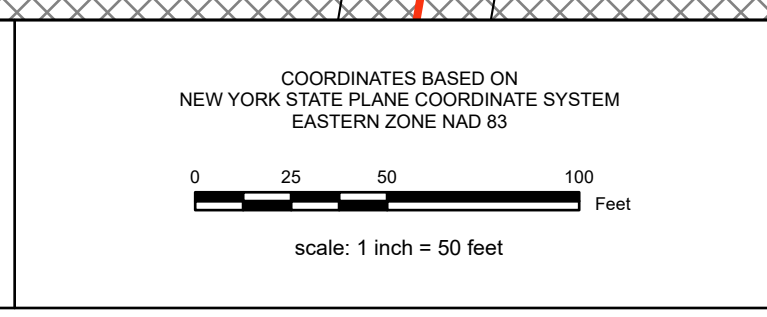 COORDINATES BASED ON
NEW YORK STATE PLANE COORDINATE SYSTEM
EASTERN ZONE NAD 83
0 25 50 100
Feet
scale: 1 inch = 50 feet